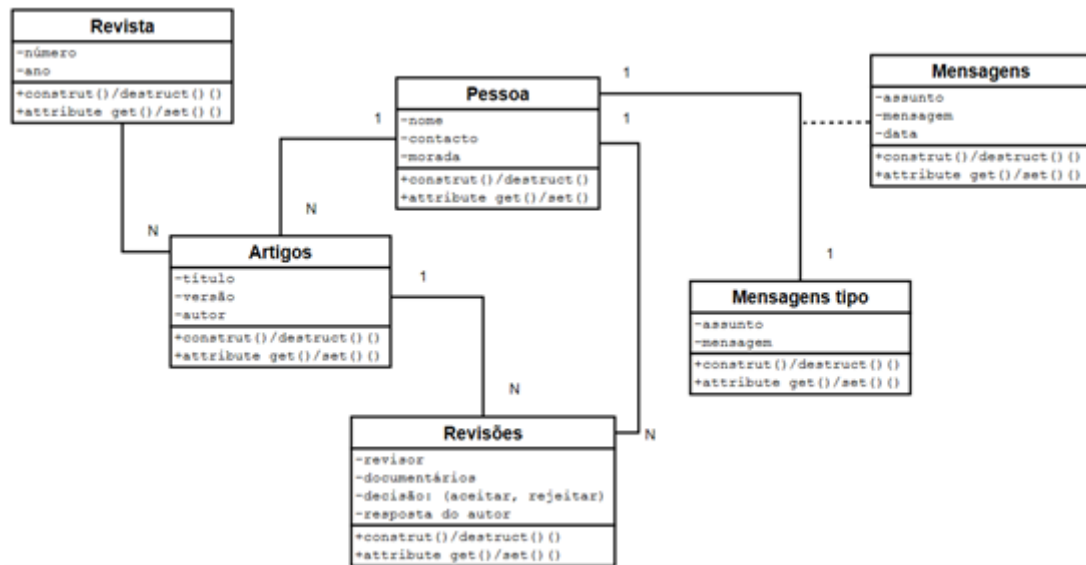 Revista
-número
-ano
+construt()/destruct()()
+attribute get()/set()()
N
Pessoa
-nome
-contacto
-morada
+construt()/destruct()
+attribute get()/set()
1
N
1
1
Mensagens
-assunto
-mensagem
-data
+construt()/destruct()()
+attribute get()/set()()
Artigos
-título
-versão
-autor
+construt()/destruct()()
+attribute get()/set()()
1
N
1
Mensagens tipo
-assunto
-mensagem
+construt()/destruct()()
+attribute get()/set()()
Revisões
-revisor
-documentários
-decisão: (aceitar, rejeitar)
-resposta do autor
+construt()/destruct()()
+attribute get()/set()()
N